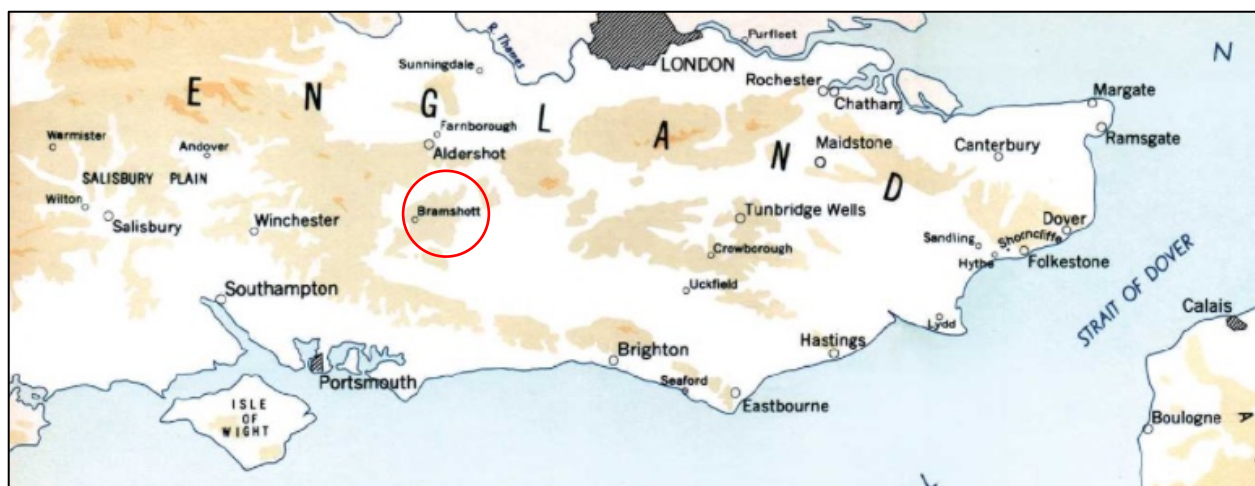 Purfleet
R. Thames
LONDON
Sunningdale
N
ENGLAND
Rochester
Chatham
Margate
Ramsgate
Farnborough
Aldershot
Warmister
Andover
Maidstone
Canterbury
SALISBURY PLAIN
Wilton
Salisbury
Winchester
Bramshott
Tunbridge Wells
Crowborough
Dover
Sandling
Shorncliffe
Hythe
Folkestone
Uckfield
Southampton
STRAIT OF DOVER
Calais
Lydd
Hastings
Brighton
Portsmouth
Seaford
Eastbourne
ISLE
OF
WIGHT
Boulogne
A